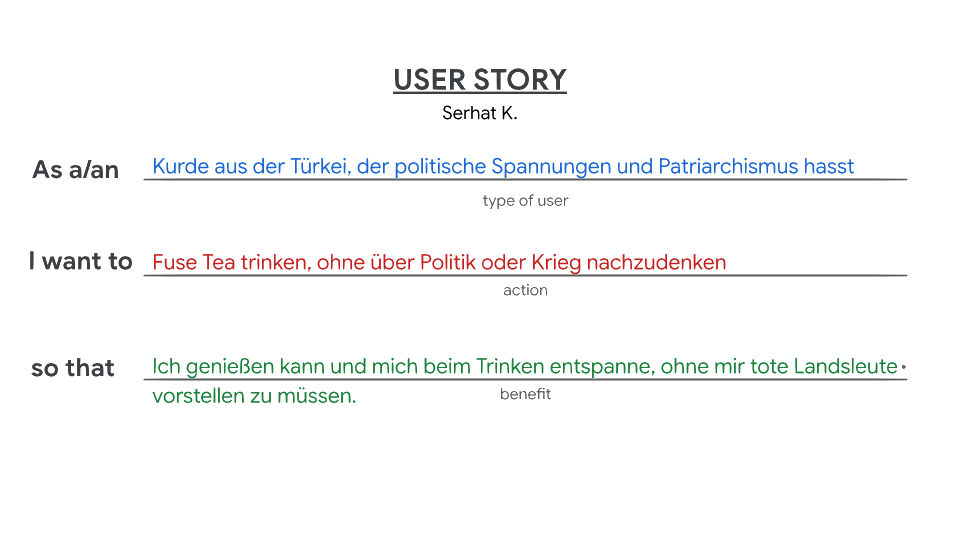 USER STORY
Serhat K.
As a/an Kurde aus der Türkei, der politische Spannungen und Patriarchismus hasst
type of user
I want to Fuse Tea trinken, ohne über Politik oder Krieg nachzudenken
action
so that Ich genießen kann und mich beim Trinken entspanne, ohne mir tote Landsleute .
vorstellen zu müssen. benefit